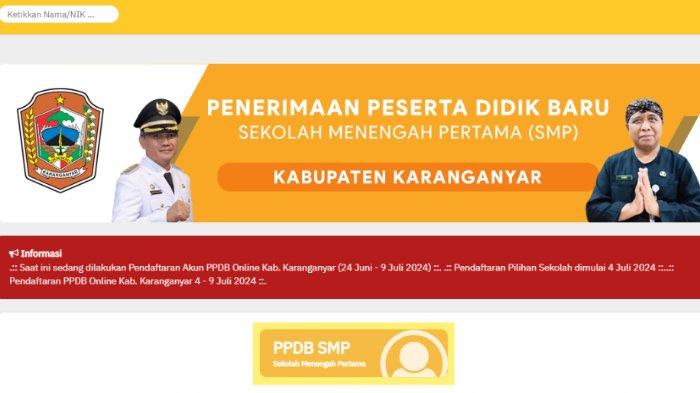 Ketikkan Nama/NIK ...
PENERIMAAN PESERTA DIDIK BARU
SEKOLAH MENENGAH PERTAMA (SMP)
KABUPATEN KARANGANYAR
KARANGANYAR
Informasi
.:: Saat ini sedang dilakukan Pendaftaran Akun PPDB Online Kab. Karanganyar (24 Juni - 9 Juli 2024) ::. .:: Pendaftaran Pilihan Sekolah dimulai 4 Juli 2024 ::..::
Pendaftaran PPDB Online Kab. Karanganyar 4 - 9 Juli 2024 ::.
PPDB SMP
Sekolah Menengah Pertama